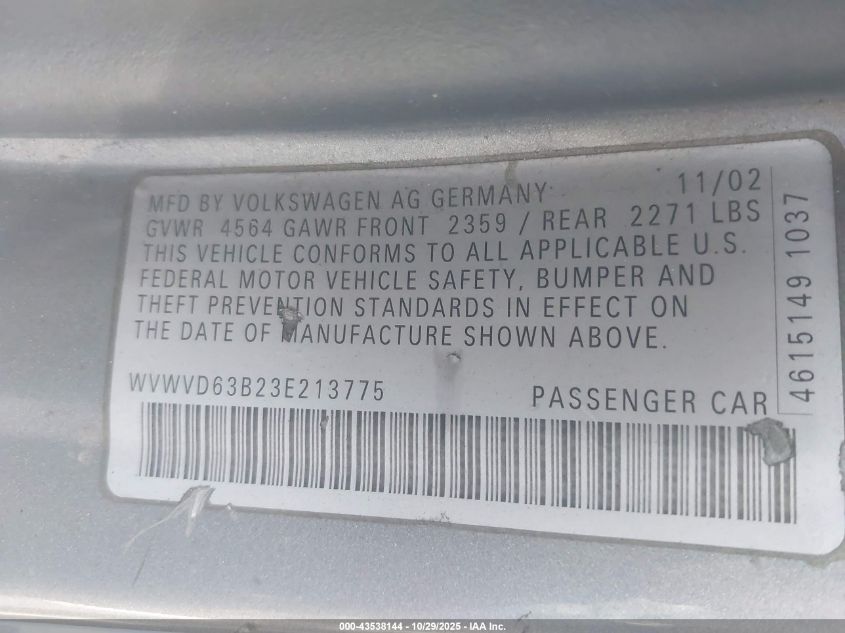 MFD BY VOLKSWAGEN AG GERMANY 11/02
GVWR 4564 GAWR FRONT 2359 / REAR 2271 LBS
THIS VEHICLE CONFORMS TO ALL APPLICABLE U.S.
FEDERAL MOTOR VEHICLE SAFETY, BUMPER AND
THEFT PREVENTION STANDARDS IN EFFECT ON
THE DATE OF MANUFACTURE SHOWN ABOVE.
WVWVD63B23E213775 PASSENGER CAR
4615149 1037
000-43538144 - 10/29/2025 - IAA Inc.